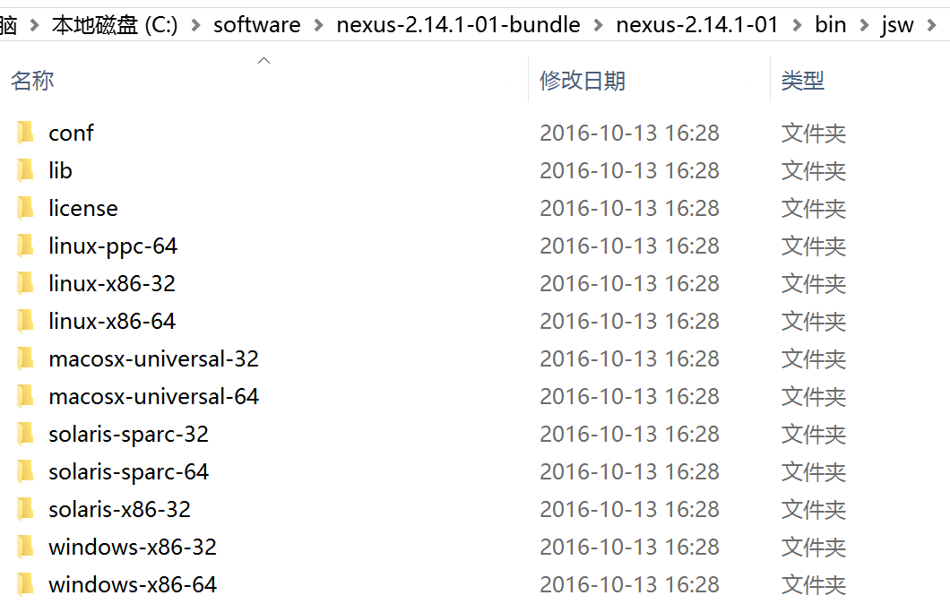 脑 > 本地磁盘 (C:) > software > nexus-2.14.1-01-bundle > nexus-2.14.1-01 > bin > jsw >
名称 修改日期 类型
conf 2016-10-13 16:28 文件夹
lib 2016-10-13 16:28 文件夹
license 2016-10-13 16:28 文件夹
linux-ppc-64 2016-10-13 16:28 文件夹
linux-x86-32 2016-10-13 16:28 文件夹
linux-x86-64 2016-10-13 16:28 文件夹
macosx-universal-32 2016-10-13 16:28 文件夹
macosx-universal-64 2016-10-13 16:28 文件夹
solaris-sparc-32 2016-10-13 16:28 文件夹
solaris-sparc-64 2016-10-13 16:28 文件夹
solaris-x86-32 2016-10-13 16:28 文件夹
windows-x86-32 2016-10-13 16:28 文件夹
windows-x86-64 2016-10-13 16:28 文件夹